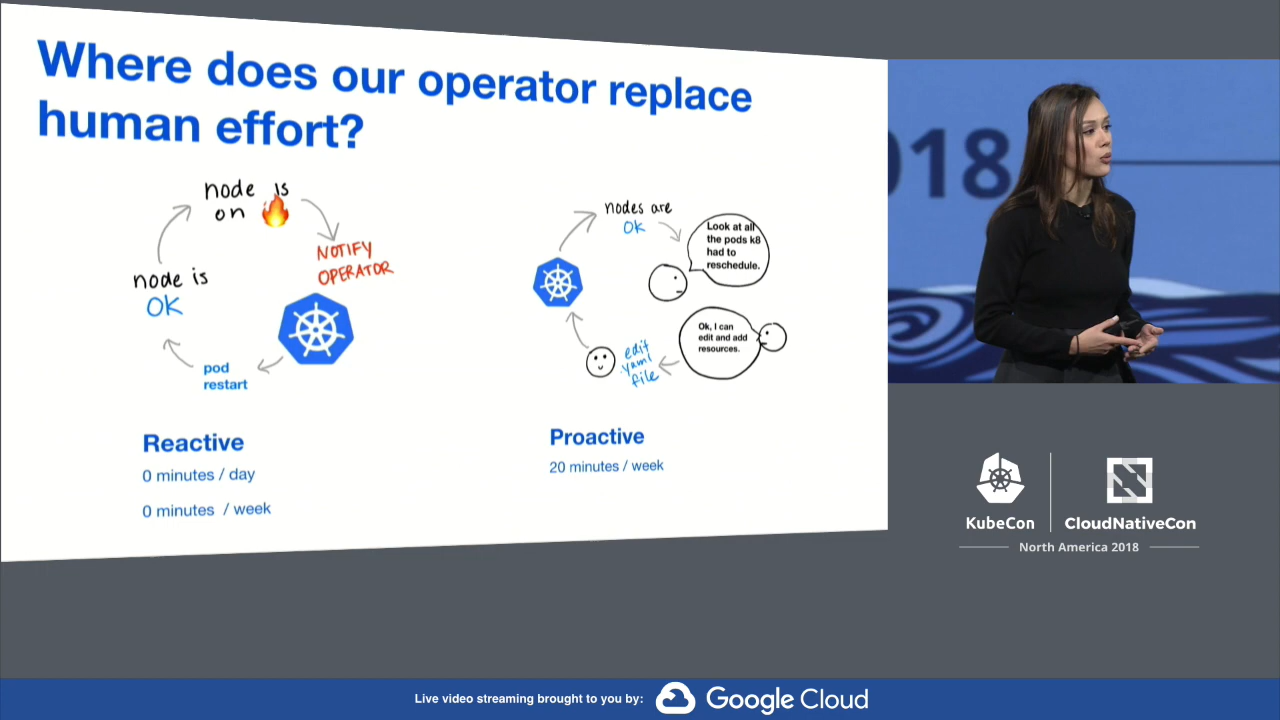 Where does our operator replace
human effort?
node is
on
NOTIFY
OPERATOR
node is
OK
pod
restart
Reactive
0 minutes / day
0 minutes / week
nodes are
OK
Look at all
the pods k8
had to
reschedule.
Ok, I can
edit and add
resources.
edit
.yaml
file
Proactive
20 minutes / week
018
KubeCon
CloudNativeCon
North America 2018
Live video streaming brought to you by:
Google Cloud